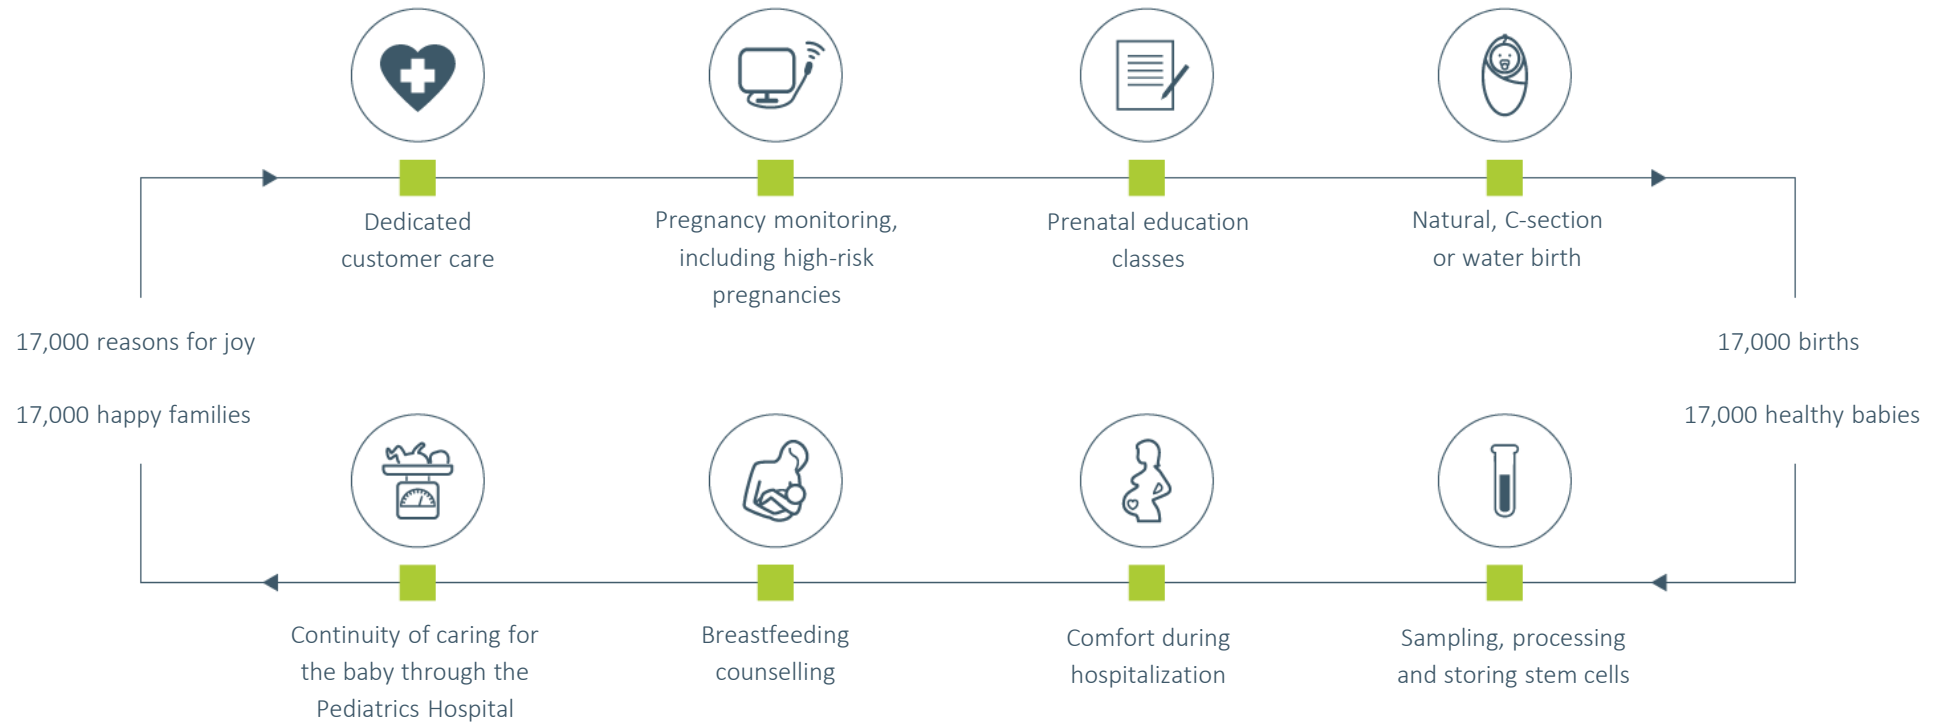 Dedicated
customer care
Pregnancy monitoring,
including high-risk
pregnancies
Prenatal education
classes
Natural, C-section
or water birth
17,000 reasons for joy
17,000 happy families
17,000 births
17,000 healthy babies
Continuity of caring for
the baby through the
Pediatrics Hospital
Breastfeeding
counselling
Comfort during
hospitalization
Sampling, processing
and storing stem cells